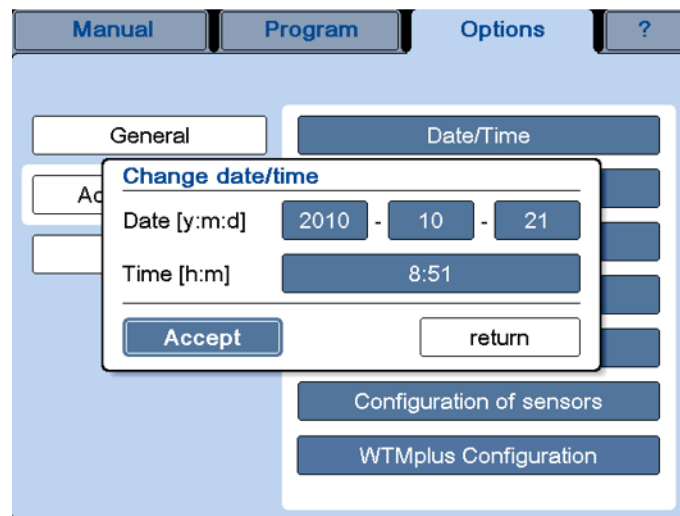 Manual Program Options ?
General Date/Time
Change date/time
Date [y:m:d] 2010 - 10 - 21
Time [h:m] 8:51
Accept return
Configuration of sensors
WTMplus Configuration